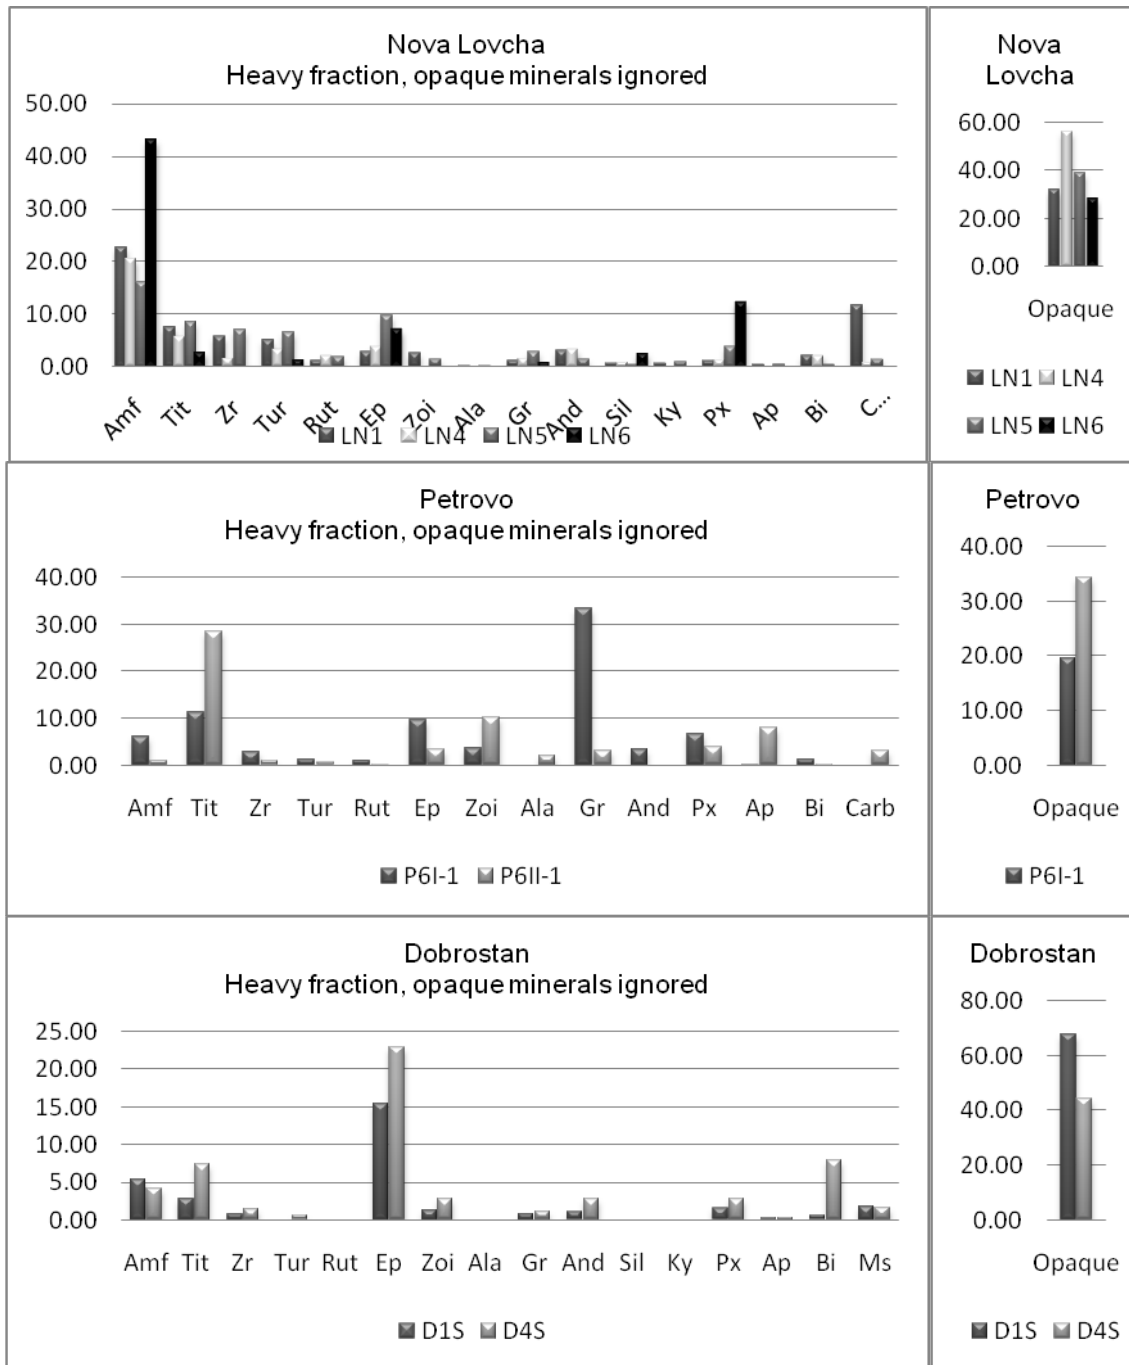 Nova Lovcha
Heavy fraction, opaque minerals ignored
50.00
40.00
30.00
20.00
10.00
0.00
Amf Tit Zr Tur Rut Ep Zoi Ala Gr And Sil Ky Px Ap Bi C...
LN1 LN4 LN5 LN6
Nova
Lovcha
60.00
40.00
20.00
0.00
Opaque
LN1 LN4
LN5 LN6
Petrovo
Heavy fraction, opaque minerals ignored
40.00
30.00
20.00
10.00
0.00
Amf Tit Zr Tur Rut Ep Zoi Ala Gr And Px Ap Bi Carb
P6I-1 P6II-1
Petrovo
40.00
30.00
20.00
10.00
0.00
Opaque
P6I-1
Dobrostan
Heavy fraction, opaque minerals ignored
25.00
20.00
15.00
10.00
5.00
0.00
Amf Tit Zr Tur Rut Ep Zoi Ala Gr And Sil Ky Px Ap Bi Ms
D1S D4S
Dobrostan
80.00
60.00
40.00
20.00
0.00
Opaque
D1S D4S